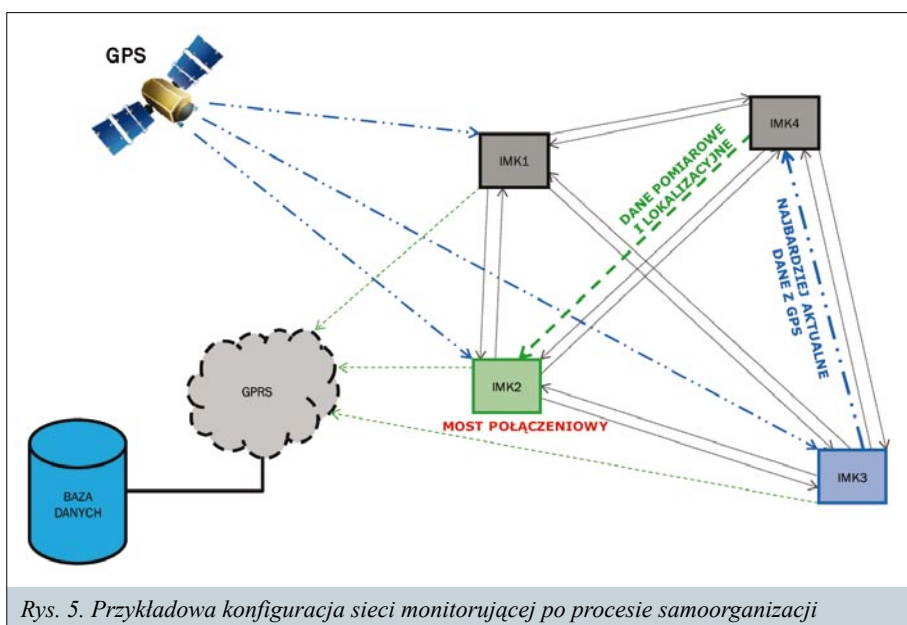 GPS
IMK1
IMK4
DANE POMIAROWE
I LOKALIZACYJNE
NAJBARDZIEJ AKTUALNE
DANE Z GPS
GPRS
IMK2
MOST POŁĄCZENIOWY
IMK3
BAZA
DANYCH
Rys. 5. Przykładowa konfiguracja sieci monitorującej po procesie samoorganizacji